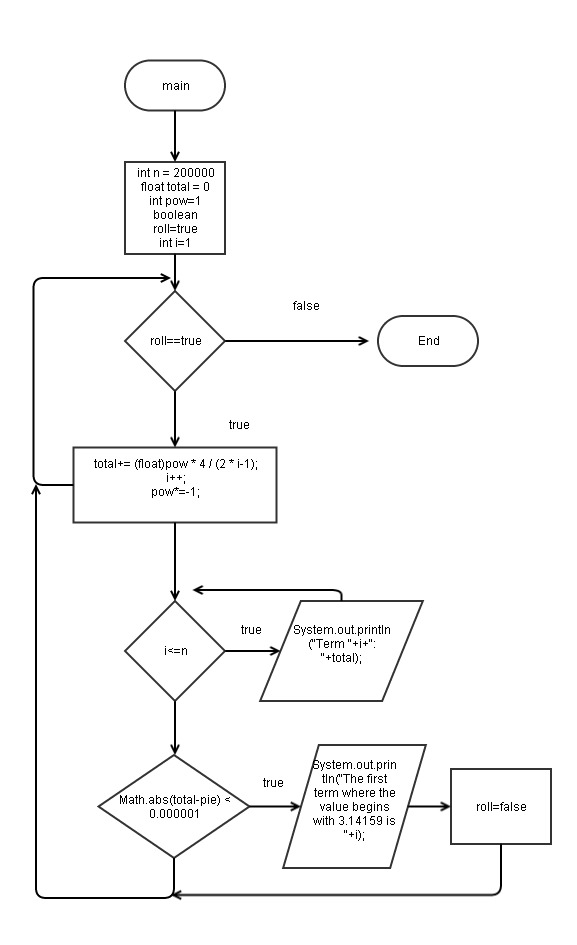 main
int n = 200000
float total = 0
int pow=1
boolean
roll=true
int i=1
false
roll==true
End
true
total+= (float)pow * 4 / (2 * i-1);
i++;
pow*=-1;
true
i<=n
System.out.println
("Term "+i+":
"+total);
true
Math.abs(total-pie) <
0.000001
System.out.prin
tln("The first
term where the
value begins
with 3.14159 is
"+i);
roll=false